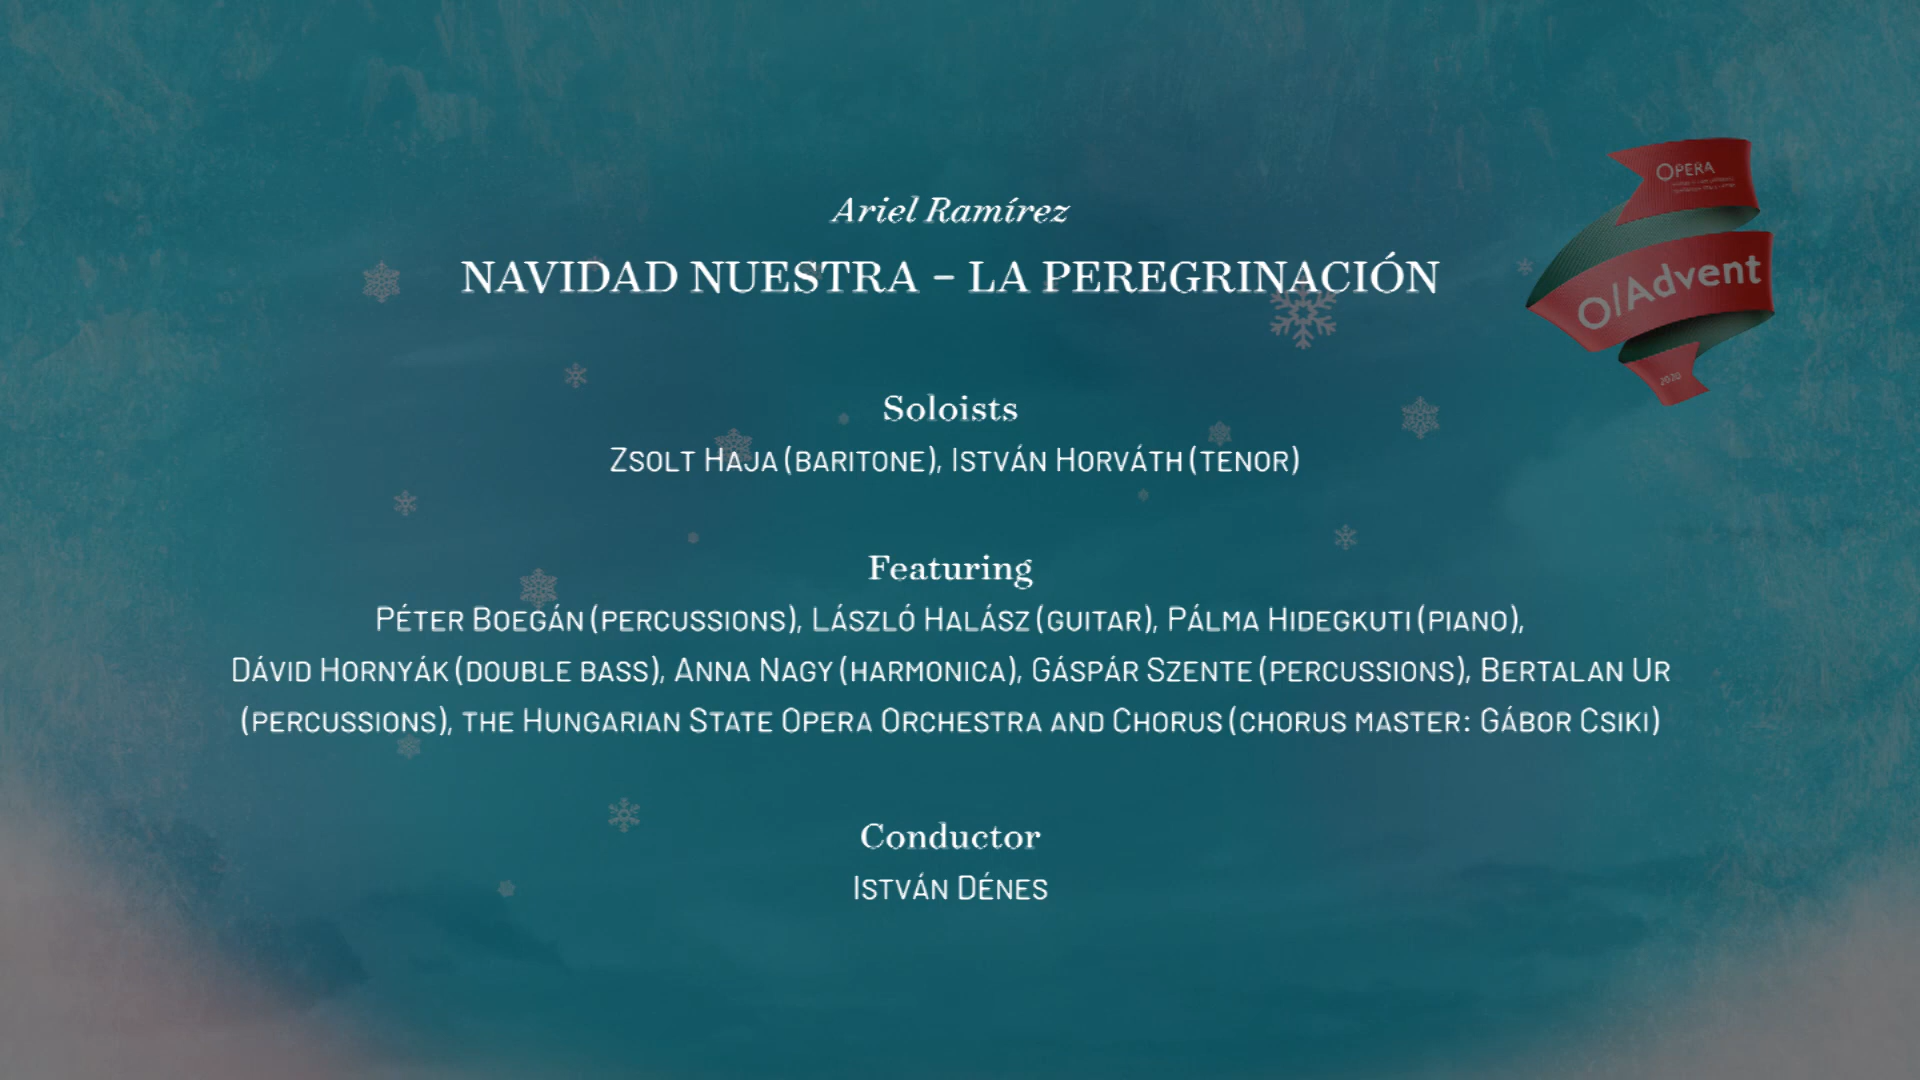 Ariel Ramírez
NAVIDAD NUESTRA – LA PEREGRINACIÓN
OPERA
O/Advent
2020
Soloists
ZSOLT HAJA (BARITONE), ISTVÁN HORVÁTH (TENOR)
Featuring
PÉTER BOEGÁN (PERCUSSIONS), LÁSZLÓ HALÁSZ (GUITAR), PÁLMA HIDEGKUTI (PIANO),
DÁVID HORNYÁK (DOUBLE BASS), ANNA NAGY (HARMONICA), GÁSPÁR SZENTE (PERCUSSIONS), BERTALAN UR
(PERCUSSIONS), THE HUNGARIAN STATE OPERA ORCHESTRA AND CHORUS (CHORUS MASTER: GÁBOR CSIKI)
Conductor
ISTVÁN DÉNES